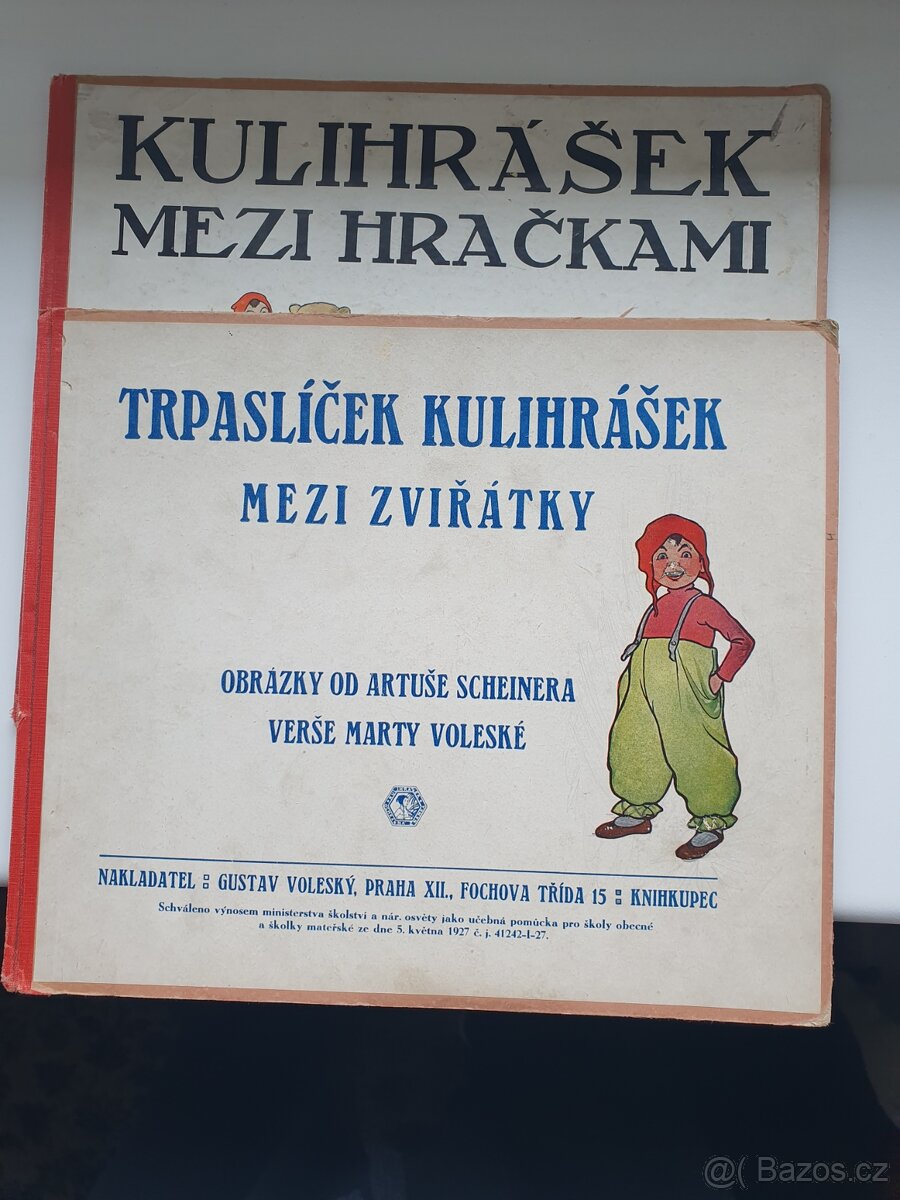 KULIHRÁŠEK
MEZI HRAČKAMI
TRPASLÍČEK KULIHRÁŠEK
MEZI ZVIŘÁTKY
OBRÁZKY OD ARTUŠE SCHEINERA
VERŠE MARTY VOLESKÉ
NAKLADATEL :: GUSTAV VOLESKÝ, PRAHA XII., FOCHOVA TŘÍDA 15 :: KNIHKUPEC
Schváleno výnosem ministerstva školství a nár. osvěty jako učebná pomůcka pro školy obecné
a školky mateřské ze dne 5. května 1927 č. j. 41242-I-27.
@( Bazos.cz